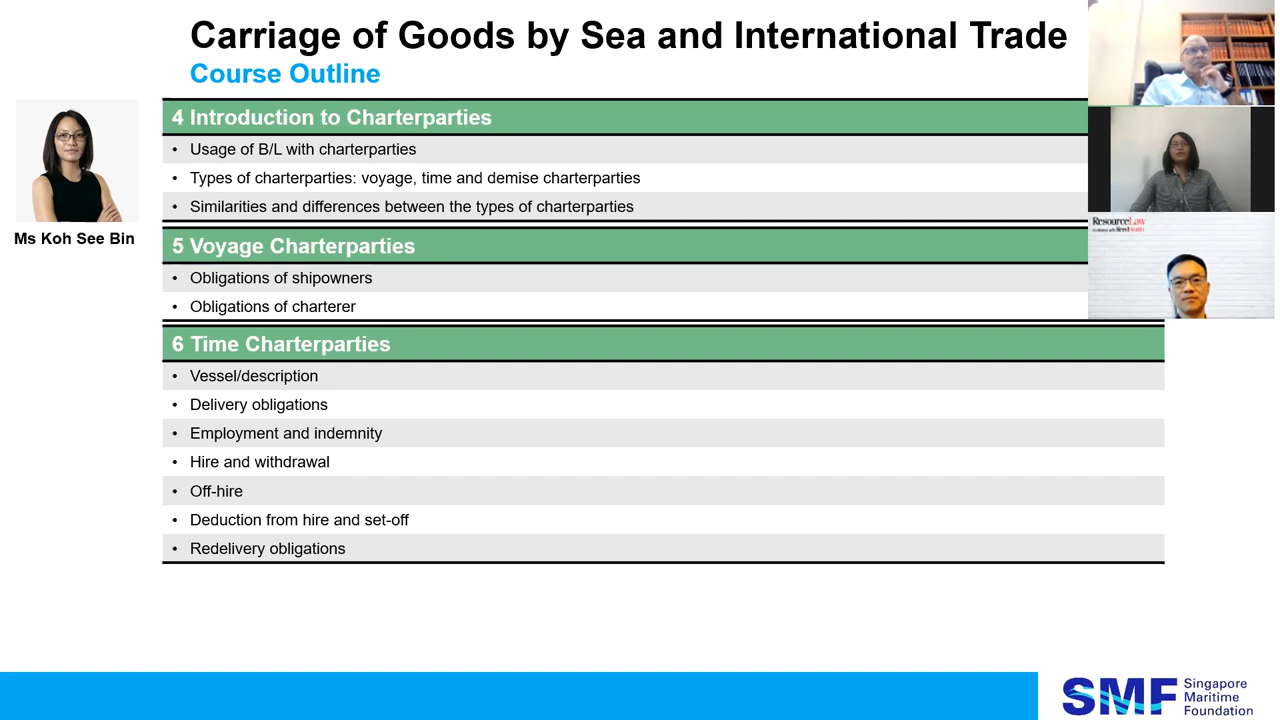 Carriage of Goods by Sea and International Trade
Course Outline
Ms Koh See Bin
4 Introduction to Charterparties
• Usage of B/L with charterparties
• Types of charterparties: voyage, time and demise charterparties
• Similarities and differences between the types of charterparties
5 Voyage Charterparties
• Obligations of shipowners
• Obligations of charterer
6 Time Charterparties
• Vessel/description
• Delivery obligations
• Employment and indemnity
• Hire and withdrawal
• Off-hire
• Deduction from hire and set-off
• Redelivery obligations
ResourceLaw
SMF
Singapore
Maritime
Foundation